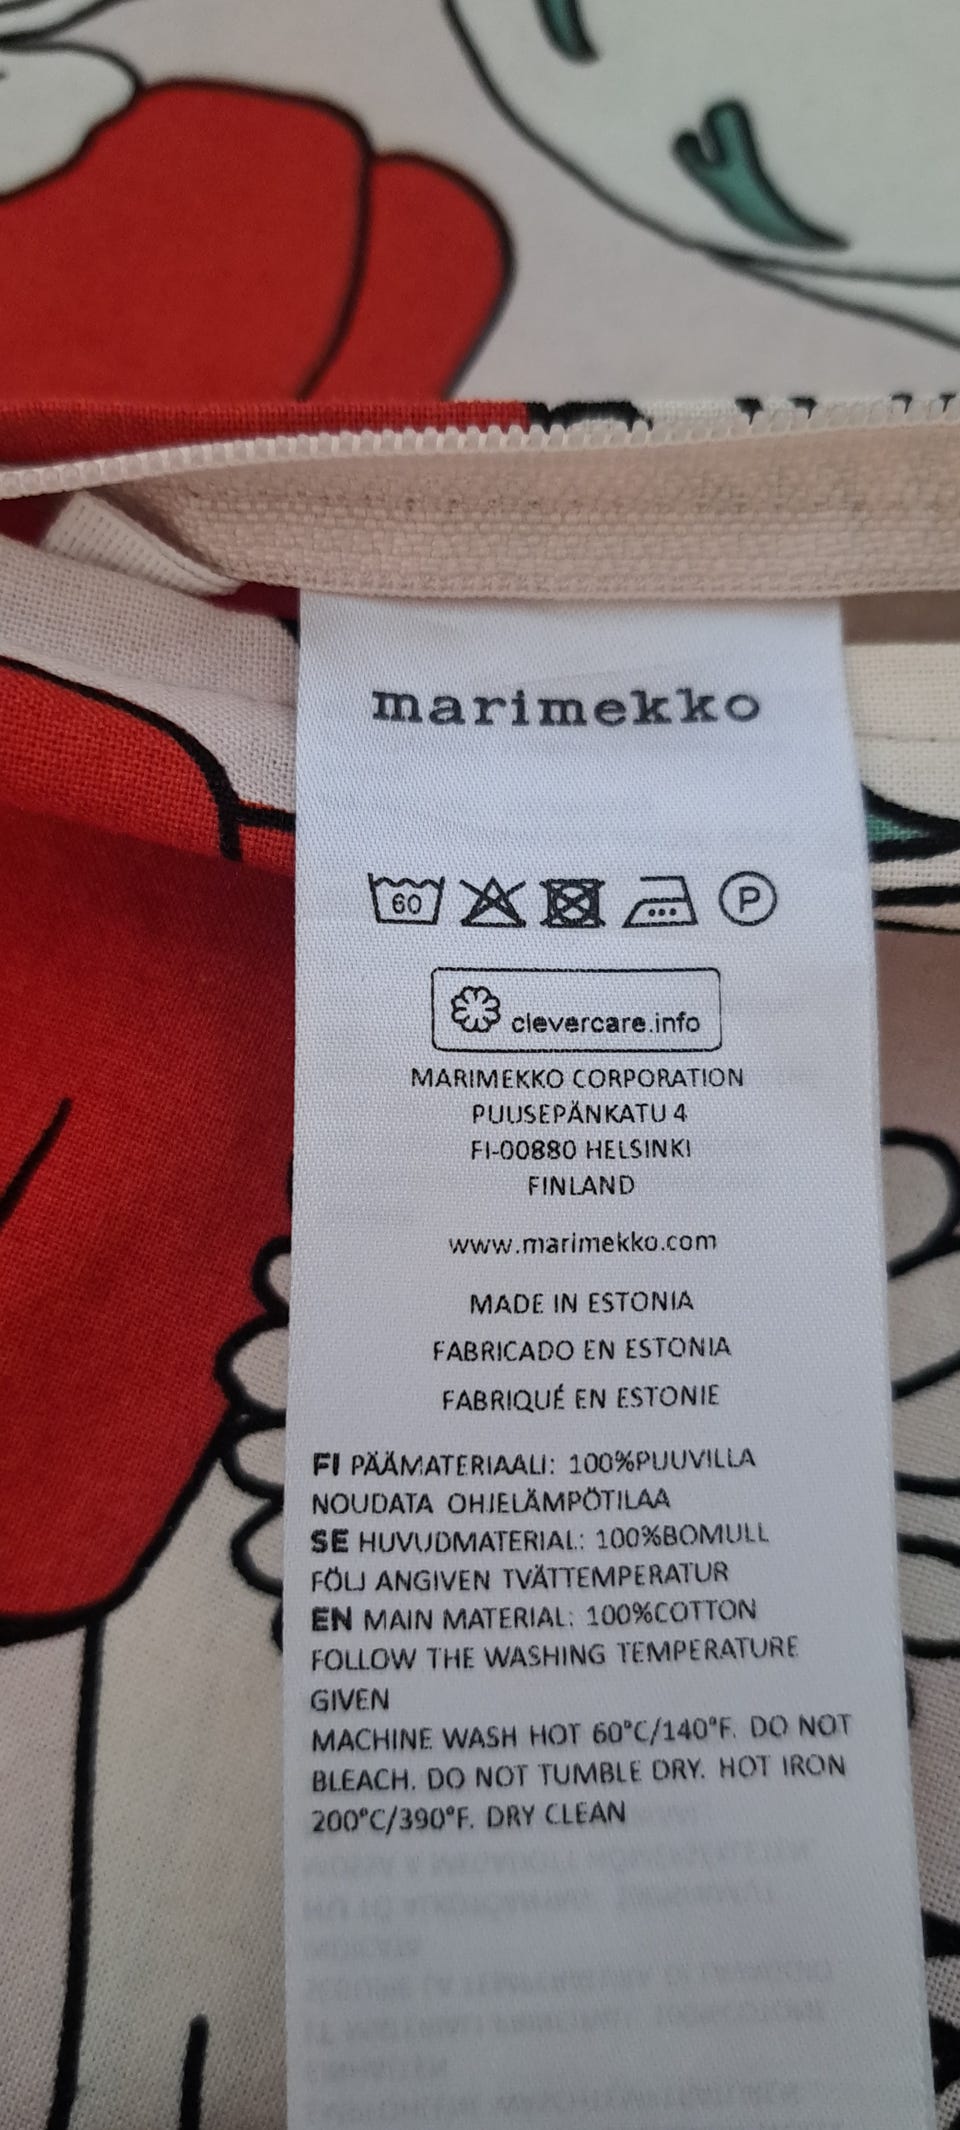 marimekko
60 P
clevercare.info
MARIMEKKO CORPORATION
PUUSEPÄNKATU 4
FI-00880 HELSINKI
FINLAND
www.marimekko.com
MADE IN ESTONIA
FABRICADO EN ESTONIA
FABRIQUÉ EN ESTONIE
FI PÄÄMATERIAALI: 100%PUUVILLA
NOUDATA OHJELÄMPÖTILAA
SE HUVUDMATERIAL: 100%BOMULL
FÖLJ ANGIVEN TVÄTTEMPERATUR
EN MAIN MATERIAL: 100%COTTON
FOLLOW THE WASHING TEMPERATURE
GIVEN
MACHINE WASH HOT 60°C/140°F. DO NOT
BLEACH. DO NOT TUMBLE DRY. HOT IRON
200°C/390°F. DRY CLEAN